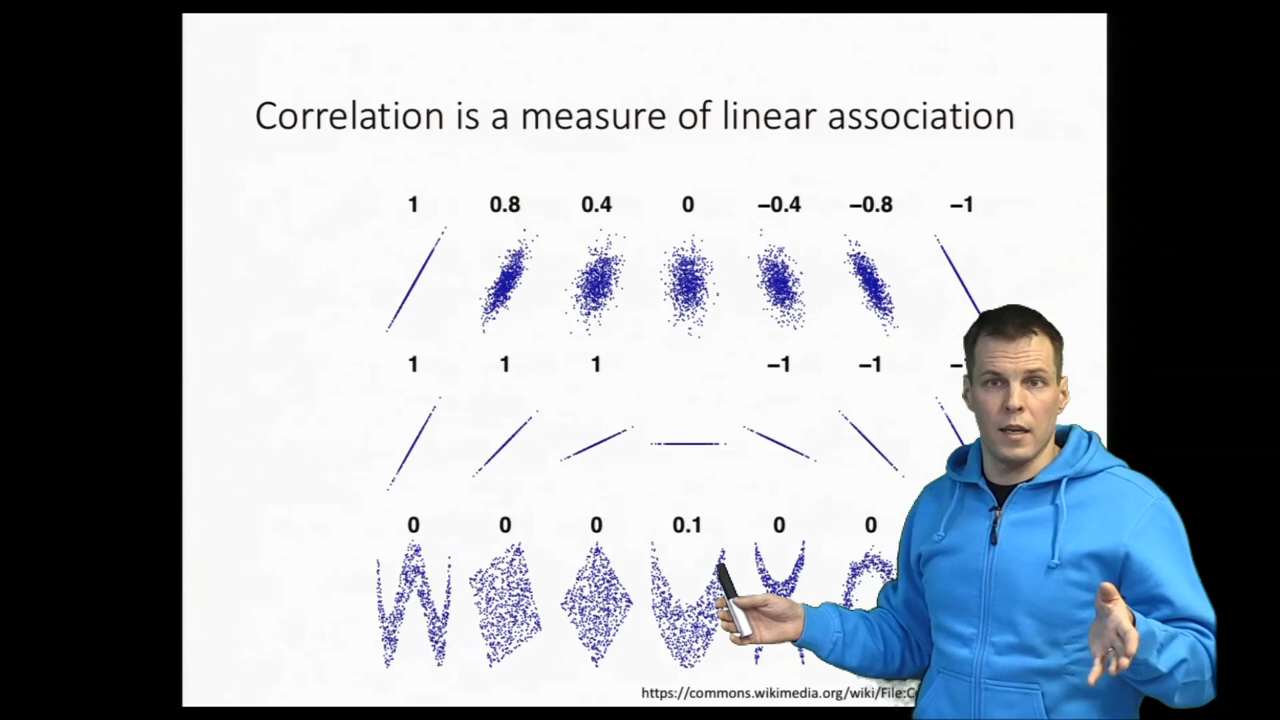 Correlation is a measure of linear association
1 0.8 0.4 0 −0.4 −0.8 −1
1 1 1 −1 −1
0 0 0 0.1 0 0
https://commons.wikimedia.org/wiki/File:C